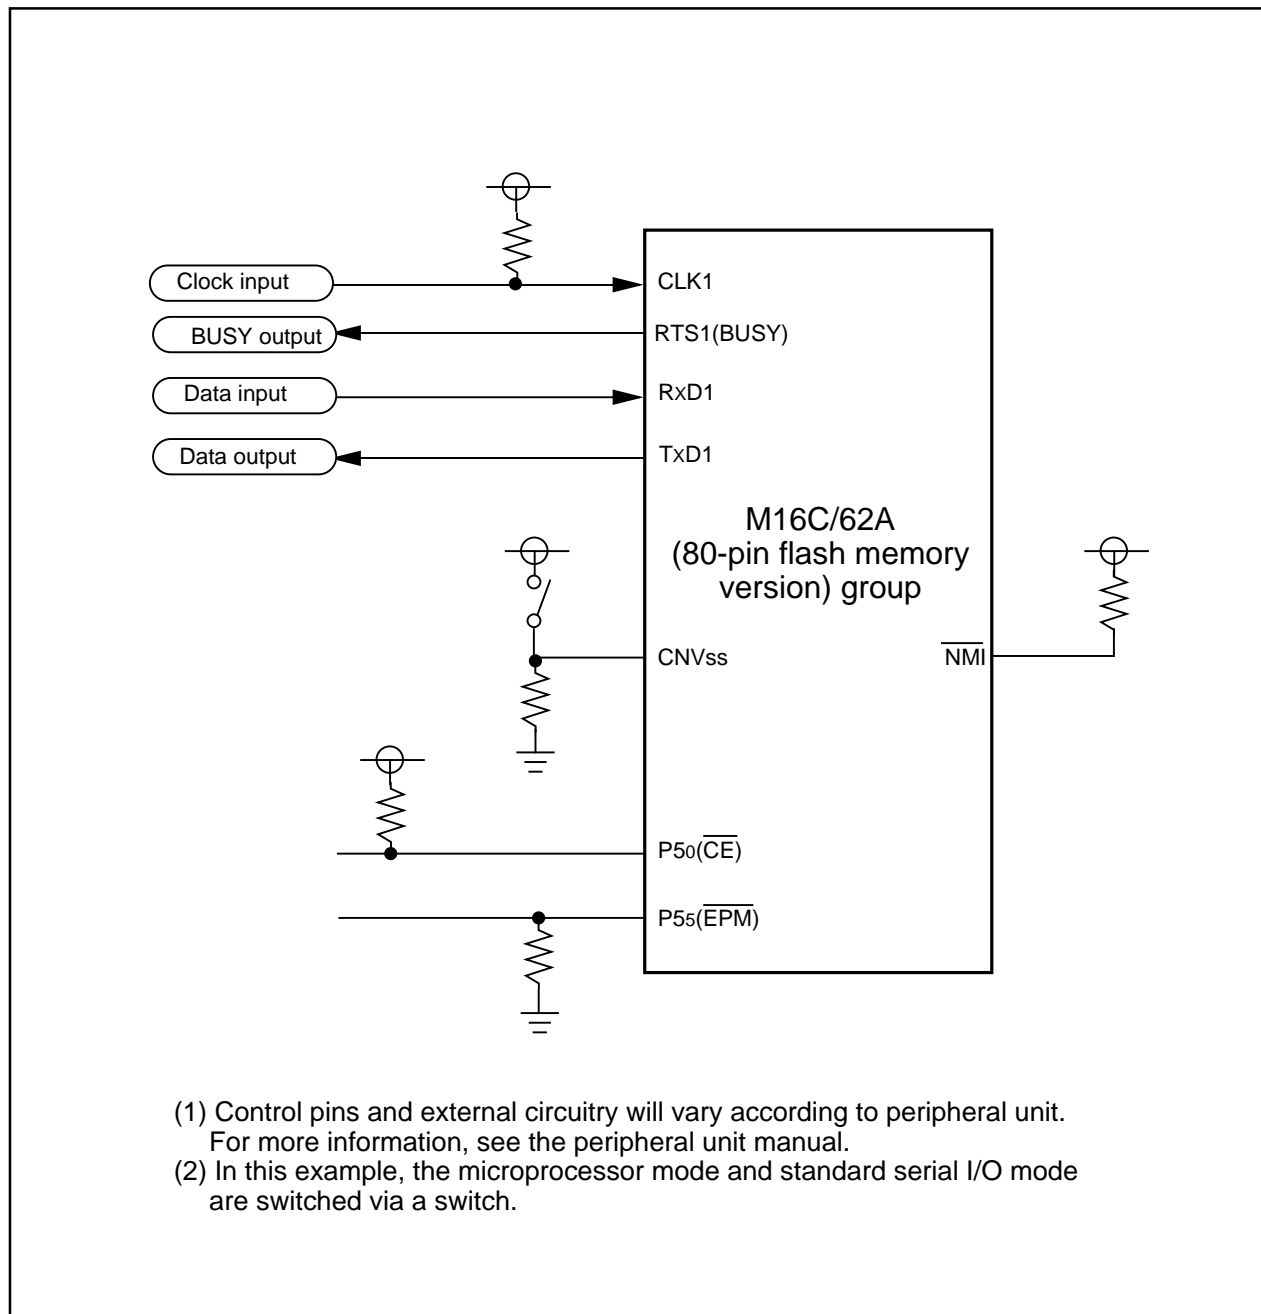 Clock input
CLK1
BUSY output
RTS1(BUSY)
Data input
RxD1
Data output
TxD1
M16C/62A
(80-pin flash memory
version) group
CNVss
NMI
P50(CE)
P55(EPM)
(1) Control pins and external circuitry will vary according to peripheral unit.
For more information, see the peripheral unit manual.
(2) In this example, the microprocessor mode and standard serial I/O mode
are switched via a switch.